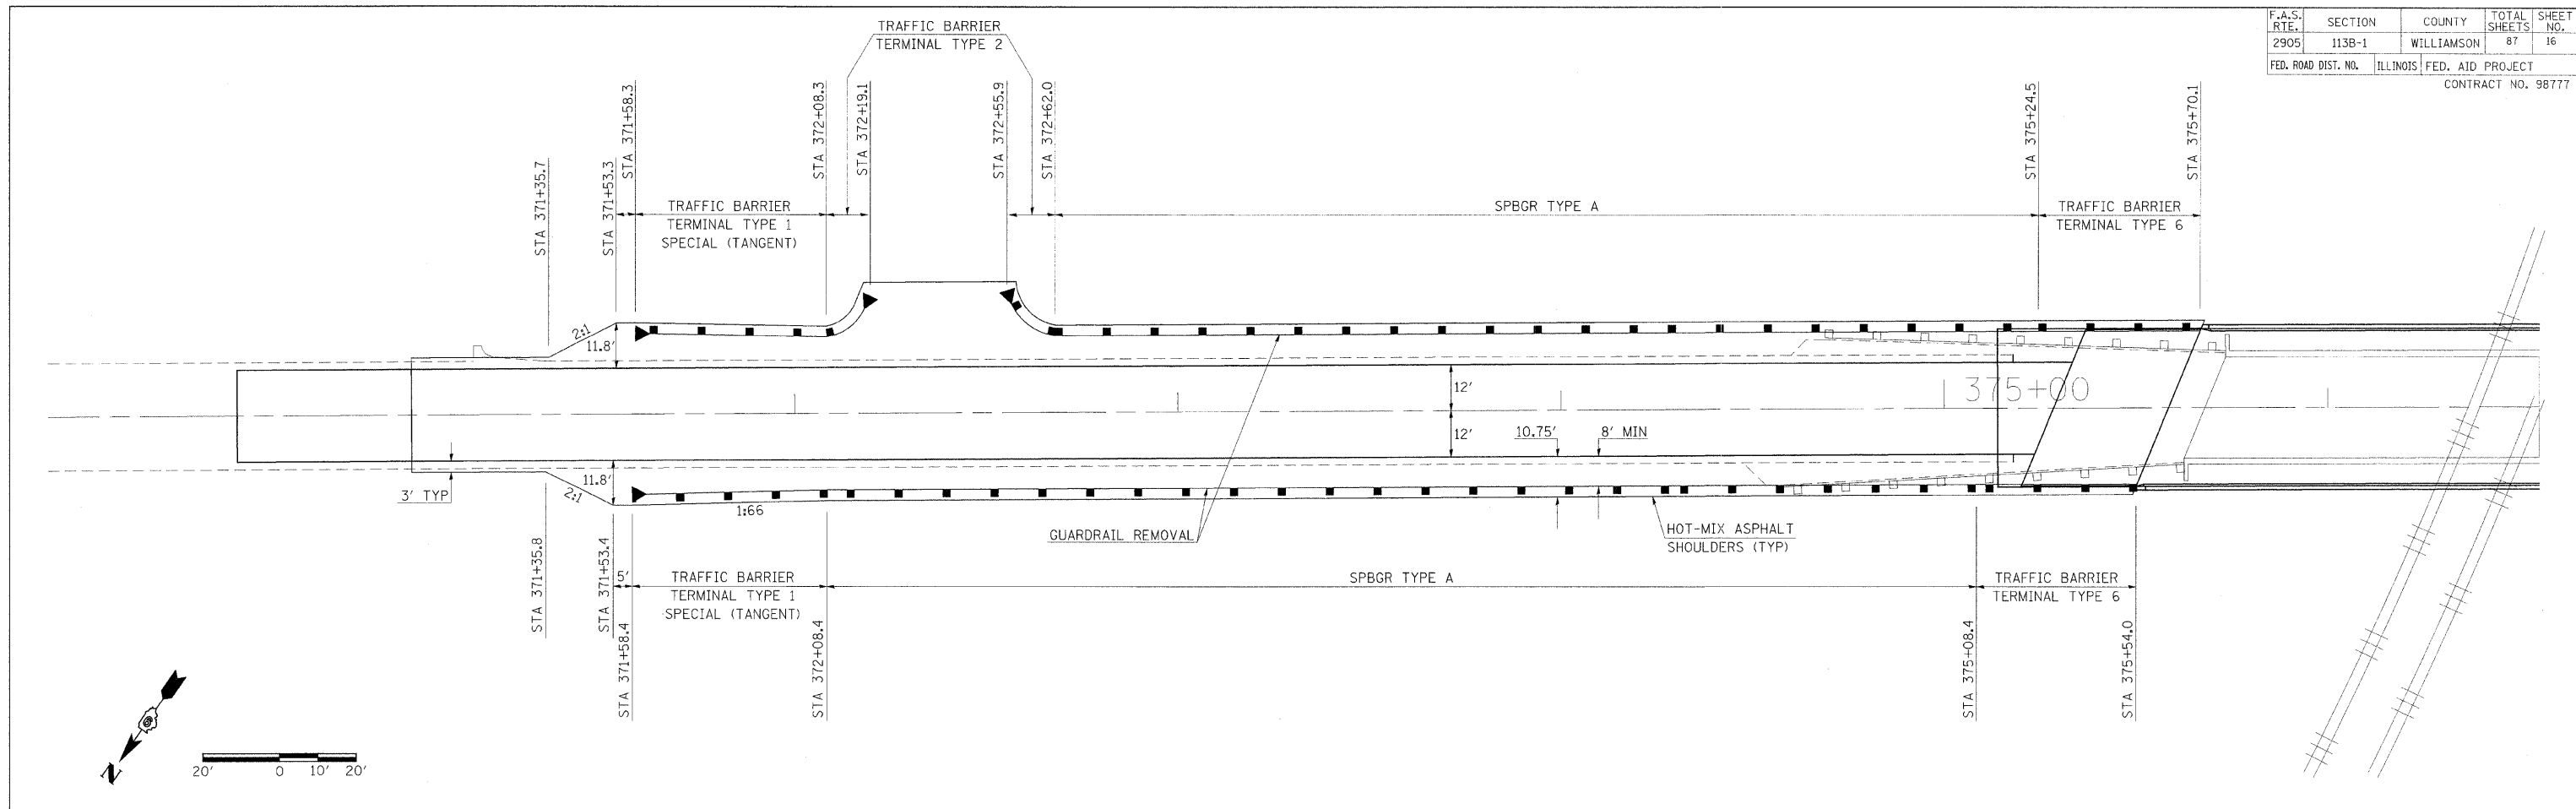 F.A.S. RTE. SECTION COUNTY TOTAL SHEETS SHEET NO.
2905 113B-1 WILLIAMSON 87 16
FED. ROAD DIST. NO. ILLINOIS FED. AID PROJECT
CONTRACT NO. 98777
TRAFFIC BARRIER
TERMINAL TYPE 2
STA 371+35.7
STA 371+53.3
STA 371+58.3
STA 372+08.3
STA 372+19.1
STA 372+55.9
STA 372+62.0
STA 375+24.5
STA 375+70.1
TRAFFIC BARRIER
TERMINAL TYPE 1
SPECIAL (TANGENT)
SPBGR TYPE A
TRAFFIC BARRIER
TERMINAL TYPE 6
2:1
11.8'
12'
375+00
12'
10.75'
8' MIN
3' TYP
2:1
11.8'
1:66
GUARDRAIL REMOVAL
HOT-MIX ASPHALT
SHOULDERS (TYP)
STA 371+35.8
STA 371+53.4
5'
STA 371+58.4
TRAFFIC BARRIER
TERMINAL TYPE 1
SPECIAL (TANGENT)
STA 372+08.4
SPBGR TYPE A
STA 375+08.4
TRAFFIC BARRIER
TERMINAL TYPE 6
STA 375+54.0
N
20' 0 10' 20'